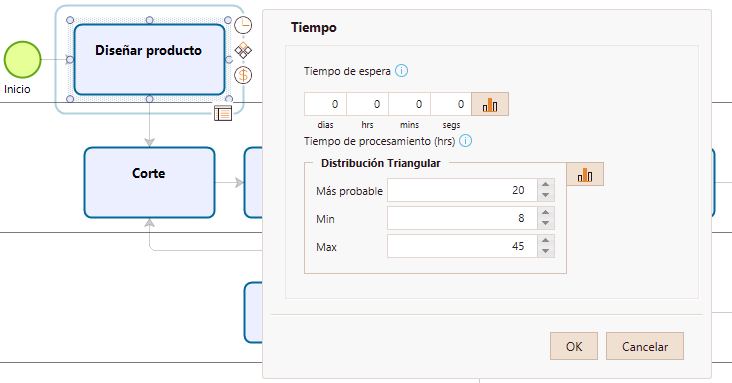 Diseñar producto
Inicio
Corte
Tiempo
Tiempo de espera
0 0 0 0
dias hrs mins segs
Tiempo de procesamiento (hrs)
Distribución Triangular
Más probable 20
Min 8
Max 45
OK Cancelar